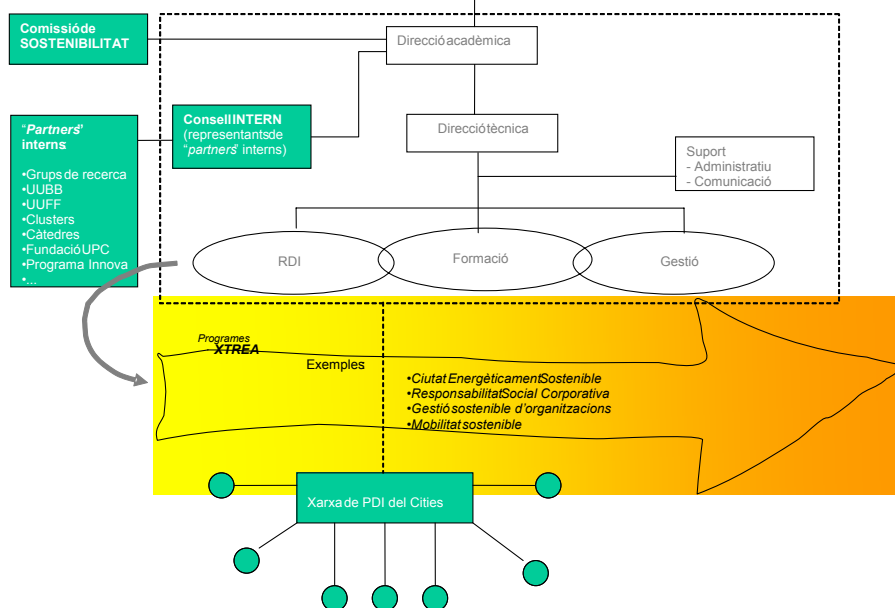 Comissióde
SOSTENIBILITAT
Direcció acadèmica
"Partners"
interns:
•Grups de recerca
•UUBB
•UUFF
•Clusters
•Càtedres
•Fundació UPC
•Programa Innova
•...
Consell INTERN
(representants de
"partners" interns)
Direcció tècnica
Suport
- Administratiu
- Comunicació
RDI
Formació
Gestió
Programes
XTREA
Exemples:
•Ciutat Energèticament Sostenible
•Responsabilitat Social Corporativa
•Gestió sostenible d'organitzacions
•Mobilitat sostenible
Xarxa de PDI del Cities